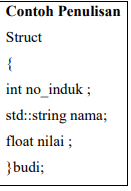 Contoh Penulisan
Struct
{
int no_induk ;
std::string nama;
float nilai ;
}budi;